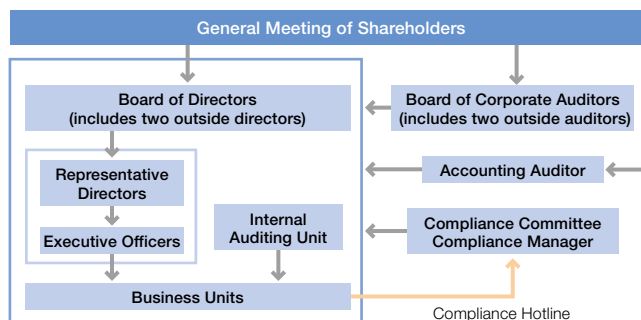 General Meeting of Shareholders
Board of Directors
(includes two outside directors)
Board of Corporate Auditors
(includes two outside auditors)
Representative
Directors
Accounting Auditor
Internal
Auditing Unit
Compliance Committee
Compliance Manager
Executive Officers
Business Units
Compliance Hotline